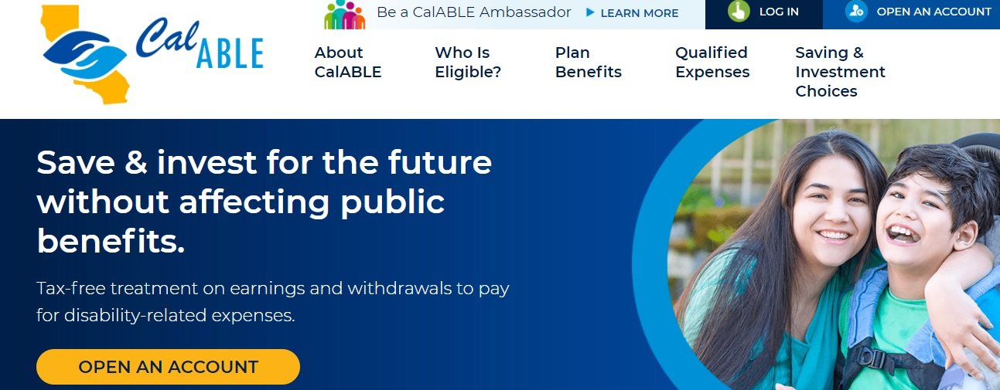 Be a CalABLE Ambassador LEARN MORE
LOG IN
OPEN AN ACCOUNT
Cal ABLE
About
CalABLE
Who Is
Eligible?
Plan
Benefits
Qualified
Expenses
Saving &
Investment
Choices
Save & invest for the future
without affecting public
benefits.
Tax-free treatment on earnings and withdrawals to pay
for disability-related expenses.
OPEN AN ACCOUNT